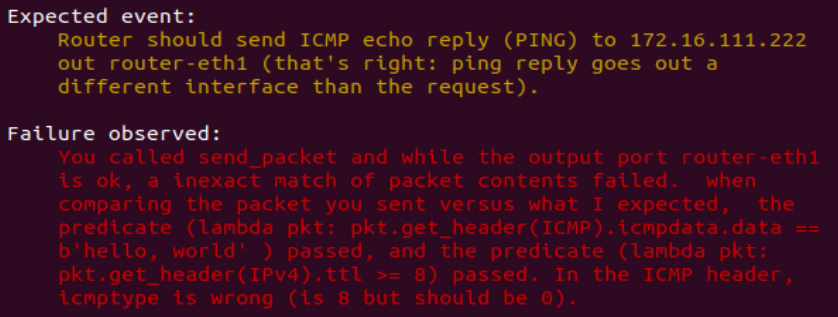 Expected event:
Router should send ICMP echo reply (PING) to 172.16.111.222
out router-eth1 (that's right: ping reply goes out a
different interface than the request).
Failure observed:
You called send_packet and while the output port router-eth1
is ok, a inexact match of packet contents failed.  when
comparing the packet you sent versus what I expected,  the
predicate (lambda pkt: pkt.get_header(ICMP).icmpdata.data ==
b'hello, world' ) passed, and the predicate (lambda pkt:
pkt.get_header(IPv4).ttl >= 8) passed. In the ICMP header,
icmptype is wrong (is 8 but should be 0).